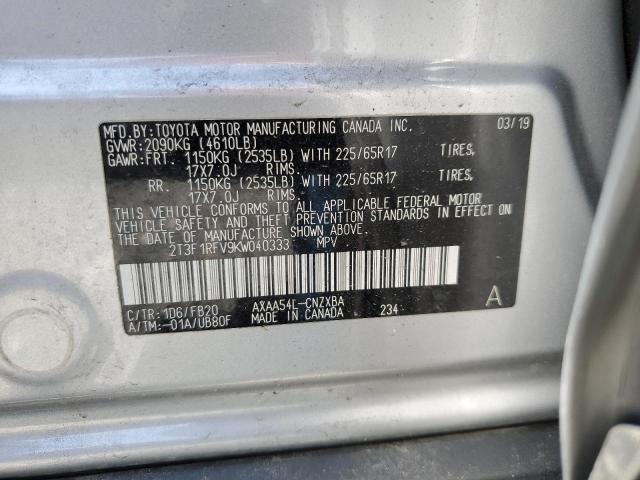 MFD.BY:TOYOTA MOTOR MANUFACTURING CANADA INC. 03/19
GVWR:2090KG (4610LB)
GAWR:FRT. 1150KG (2535LB) WITH 225/65R17 TIRES,
17X7.0J RIMS.
RR. 1150KG (2535LB) WITH 225/65R17 TIRES,
17X7.0J RIMS.
THIS VEHICLE CONFORMS TO ALL APPLICABLE FEDERAL MOTOR
VEHICLE SAFETY AND THEFT PREVENTION STANDARDS IN EFFECT ON
THE DATE OF MANUFACTURE SHOWN ABOVE.
2T3F1RFV9KW040333 MPV
C/TR:1D6/FB20 AXAA54L-CNZXBA A
A/TM:-01A/UB80F MADE IN CANADA 234